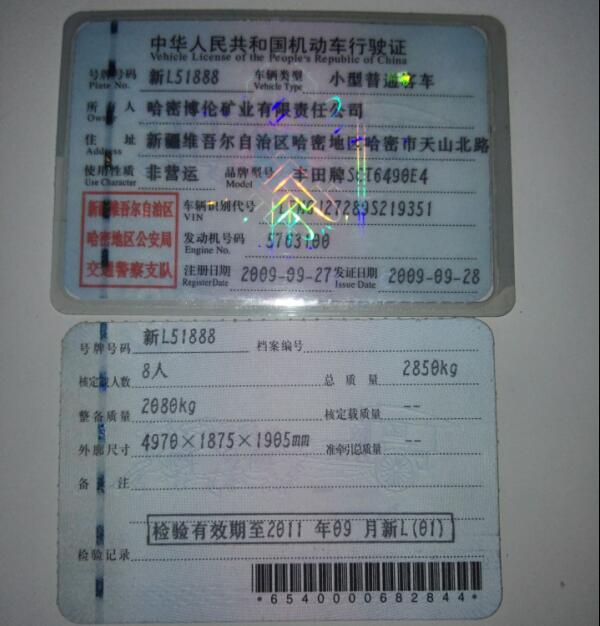 中华人民共和国机动车行驶证
Vehicle License of the People's Republic of China
号牌号码 新L51888 车辆类型 小型普通客车
Plate No. Vehicle Type
所有人 哈密博伦矿业有限责任公司
Owner
住址 新疆维吾尔自治区哈密地区哈密市天山北路
Address
使用性质 非营运 品牌型号 丰田牌SCT6490E4
Use Character Model
新疆维吾尔自治区
哈密地区公安局
交通警察支队
车辆识别代号
VIN
发动机号码 5763100
Engine No.
注册日期 2009-09-27 发证日期 2009-09-28
Register Date Issue Date
号牌号码 新L51888 档案编号
核定载人数 8人 总质量 2850kg
整备质量 2080kg 核定载质量 --
外廓尺寸 4970×1875×1905mm 准牵引总质量 --
备注
检验有效期至2011 年09 月新L(01)
检验记录
*6540000682844*